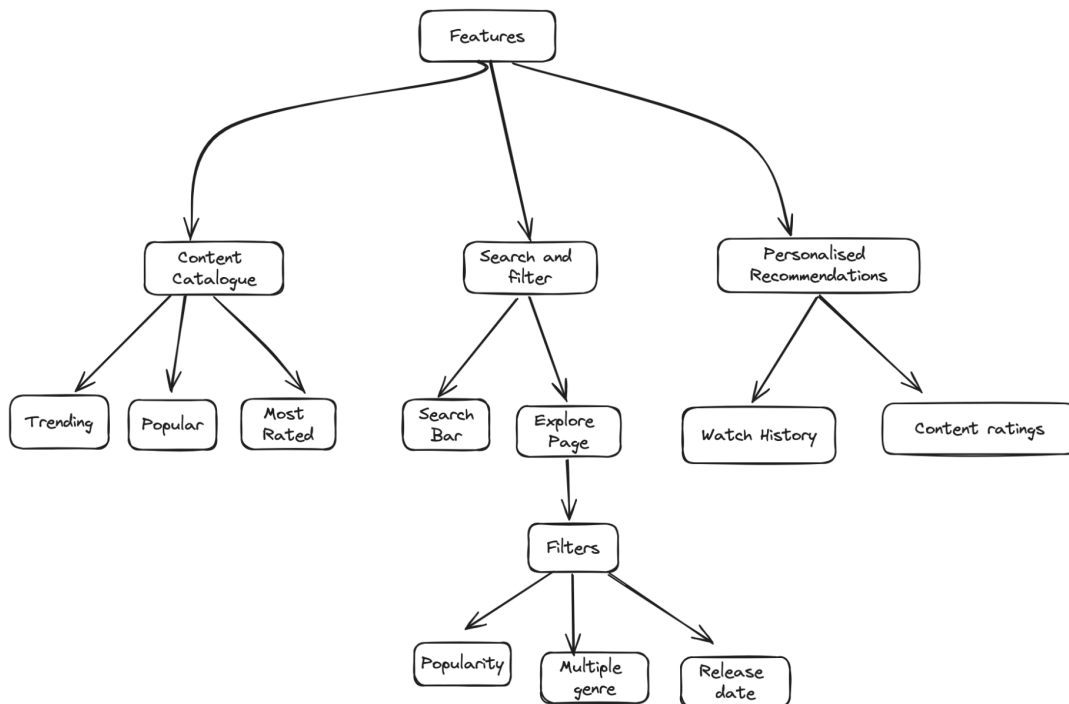 Features
Content
Catalogue
Search and
filter
Personalised
Recommendations
Trending
Popular
Most
Rated
Search
Bar
Explore
Page
Watch History
Content ratings
Filters
Popularity
Multiple
genre
Release
date